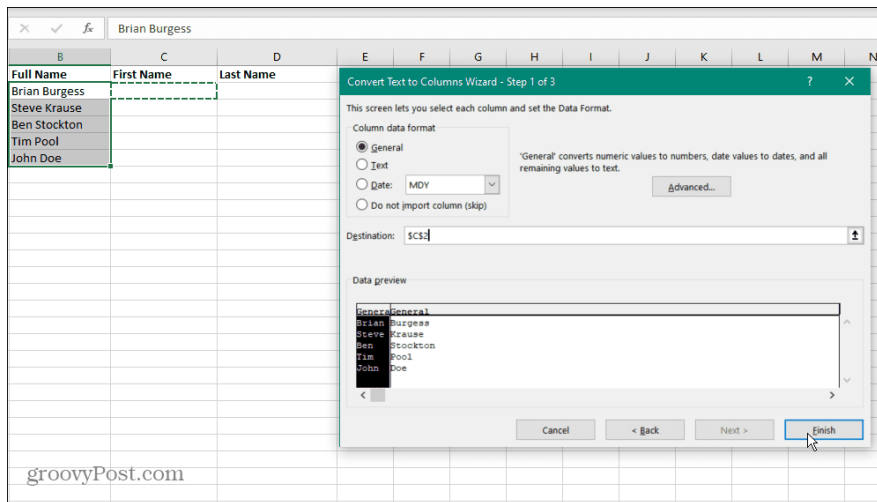 fx Brian Burgess
B C D E F G H I J K L M N
Full Name First Name Last Name
Brian Burgess
Steve Krause
Ben Stockton
Tim Pool
John Doe
Convert Text to Columns Wizard - Step 1 of 3 ?
This screen lets you select each column and set the Data Format.
Column data format
General
Text
Date: MDY
Do not import column (skip)
'General' converts numeric values to numbers, date values to dates, and all
remaining values to text.
Advanced...
Destination: $C$2
Data preview
GeneraGeneral
Brian Burgess
Steve Krause
Ben Stockton
Tim Pool
John Doe
Cancel < Back Next > Finish
groovyPost.com